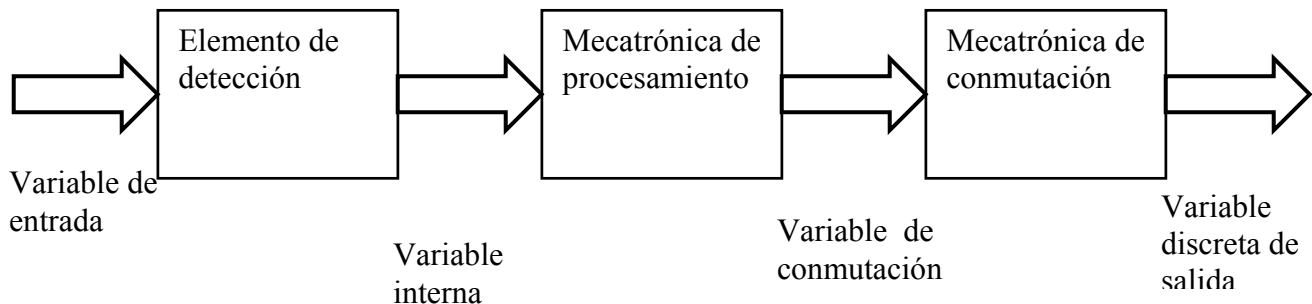 Elemento de
detección
Mecatrónica de
procesamiento
Mecatrónica de
conmutación
Variable de
entrada
Variable
interna
Variable de
conmutación
Variable
discreta de
salida